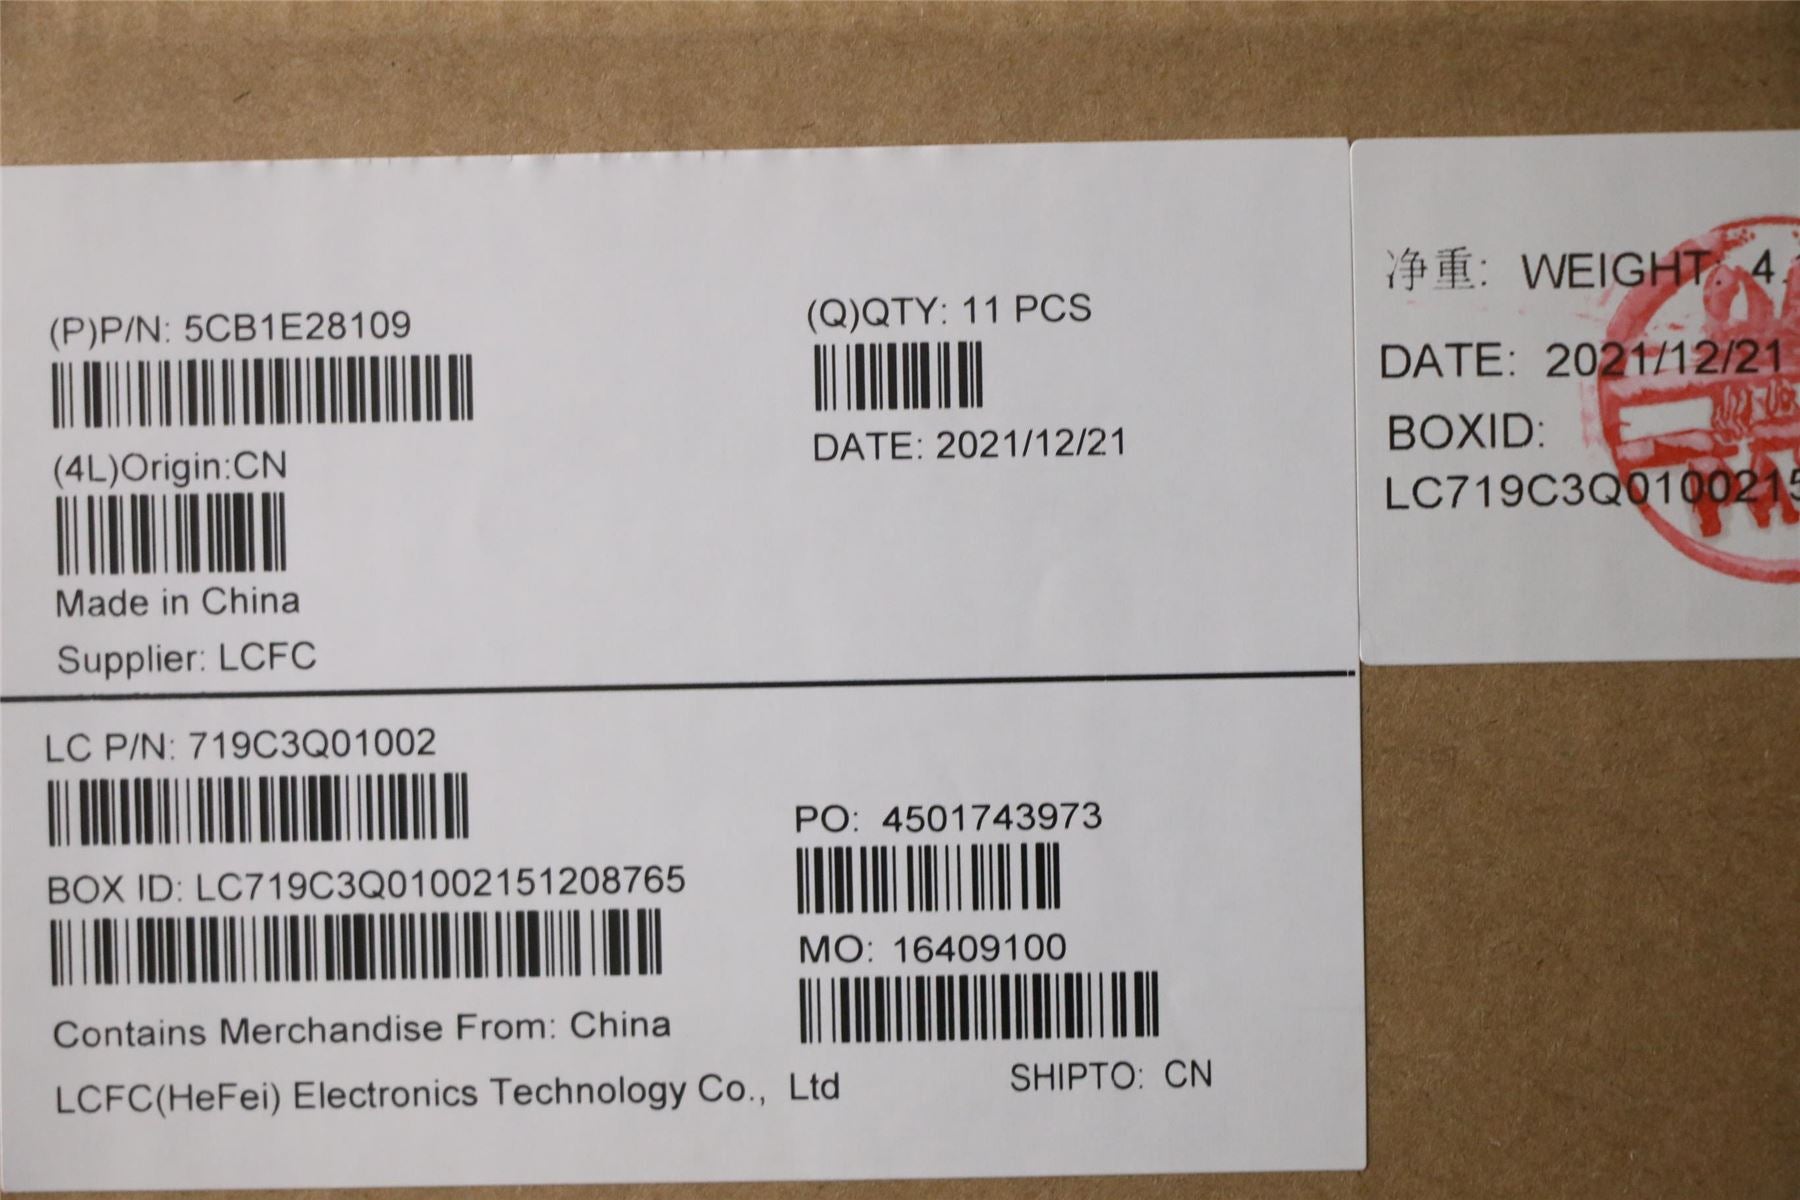 (P)P/N: 5CB1E28109
(Q)QTY: 11 PCS
DATE: 2021/12/21
(4L)Origin:CN
Made in China
Supplier: LCFC
LC P/N: 719C3Q01002
PO: 4501743973
BOX ID: LC719C3Q01002151208765
MO: 16409100
Contains Merchandise From: China
LCFC(HeFei) Electronics Technology Co., Ltd
SHIPTO: CN
净重: WEIGHT: 4.
DATE: 2021/12/21
BOXID:
LC719C3Q0100215